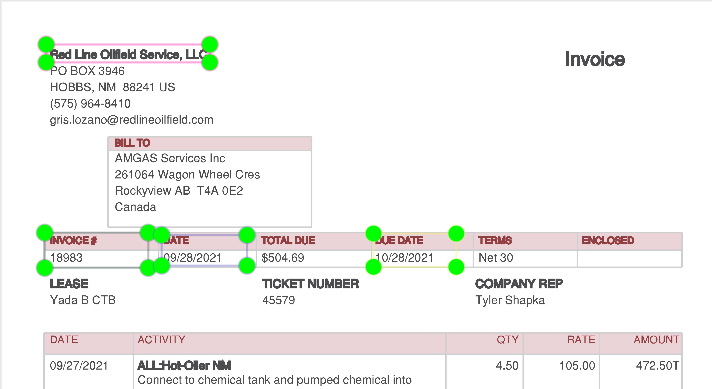 Red Line Oilfield Service, LLC
Invoice
PO BOX 3946
HOBBS, NM 88241 US
(575) 964-8410
gris.lozano@redlineoilfield.com
BILL TO
AMGAS Services Inc
261064 Wagon Wheel Cres
Rockyview AB T4A 0E2
Canada
INVOICE # DATE TOTAL DUE DUE DATE TERMS ENCLOSED
18983 09/28/2021 $504.69 10/28/2021 Net 30
LEASE TICKET NUMBER COMPANY REP
Yada B CTB 45579 Tyler Shapka
DATE ACTIVITY QTY RATE AMOUNT
09/27/2021 ALL:Hot-Oiler NM 4.50 105.00 472.50T
Connect to chemical tank and pumped chemical into